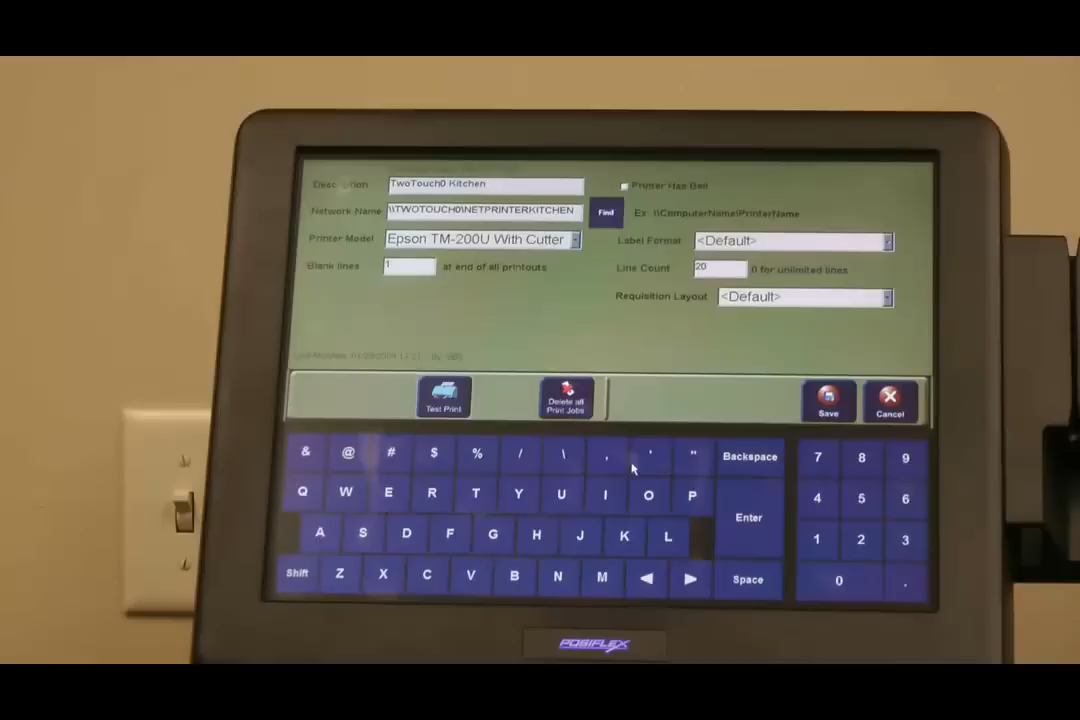 Description TwoTouch0 Kitchen Printer Has Bell
Network Name \\TWOTOUCH0\NETPRINTERKITCHEN Find Ex: \\ComputerName\PrinterName
Printer Model Epson TM-200U With Cutter Label Format <Default>
Blank lines 1 at end of all printouts Line Count 20 0 for unlimited lines
Requisition Layout <Default>
Last Modified
Test Print Delete all Print Jobs Save Cancel
& @ # $ % / \ , ' " Backspace 7 8 9
Q W E R T Y U I O P 4 5 6
A S D F G H J K L Enter 1 2 3
Shift Z X C V B N M ◀ ▶ Space 0 .
POSIFLEX